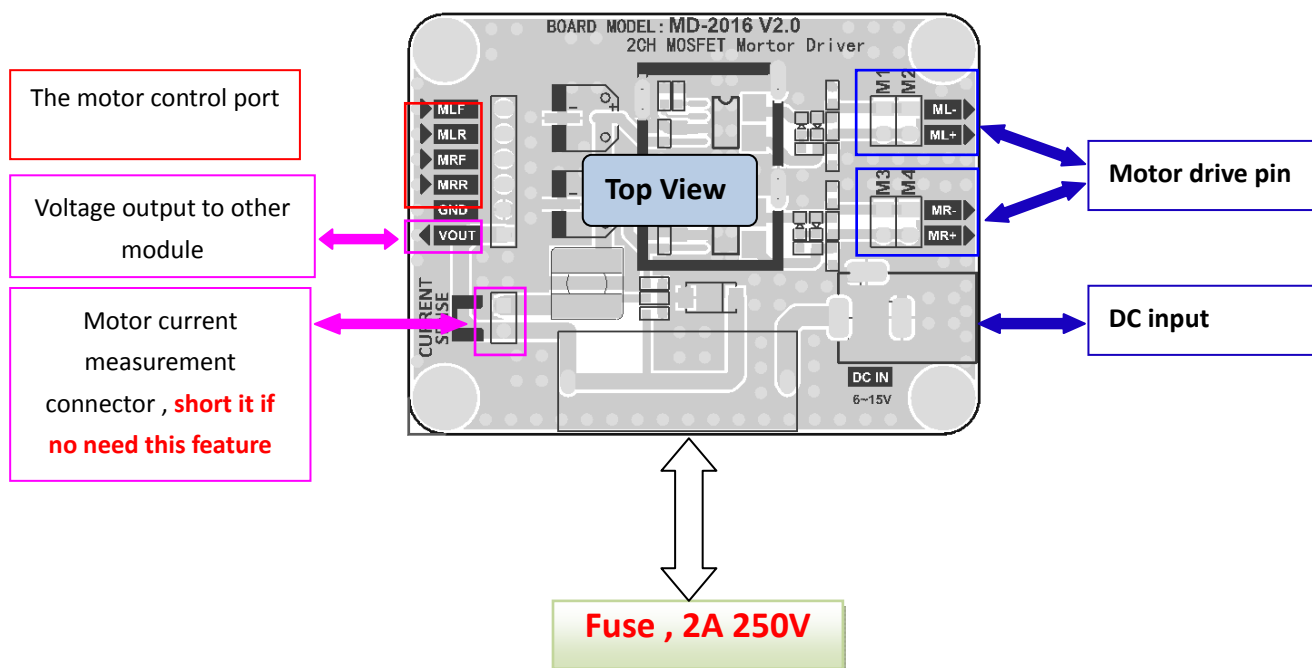 BOARD MODEL: MD-2016 V2.0
2CH MOSFET Mortor Driver
The motor control port
MLF
MLR
MRF
MRR
GND
VOUT
Voltage output to other
module
Motor current
measurement
connector , short it if
no need this feature
CURRENT
SENSE
-
+
-
Top View
M1
M2
ML-
ML+
M3
M4
MR-
MR+
Motor drive pin
DC input
DC IN
6~15V
Fuse , 2A 250V